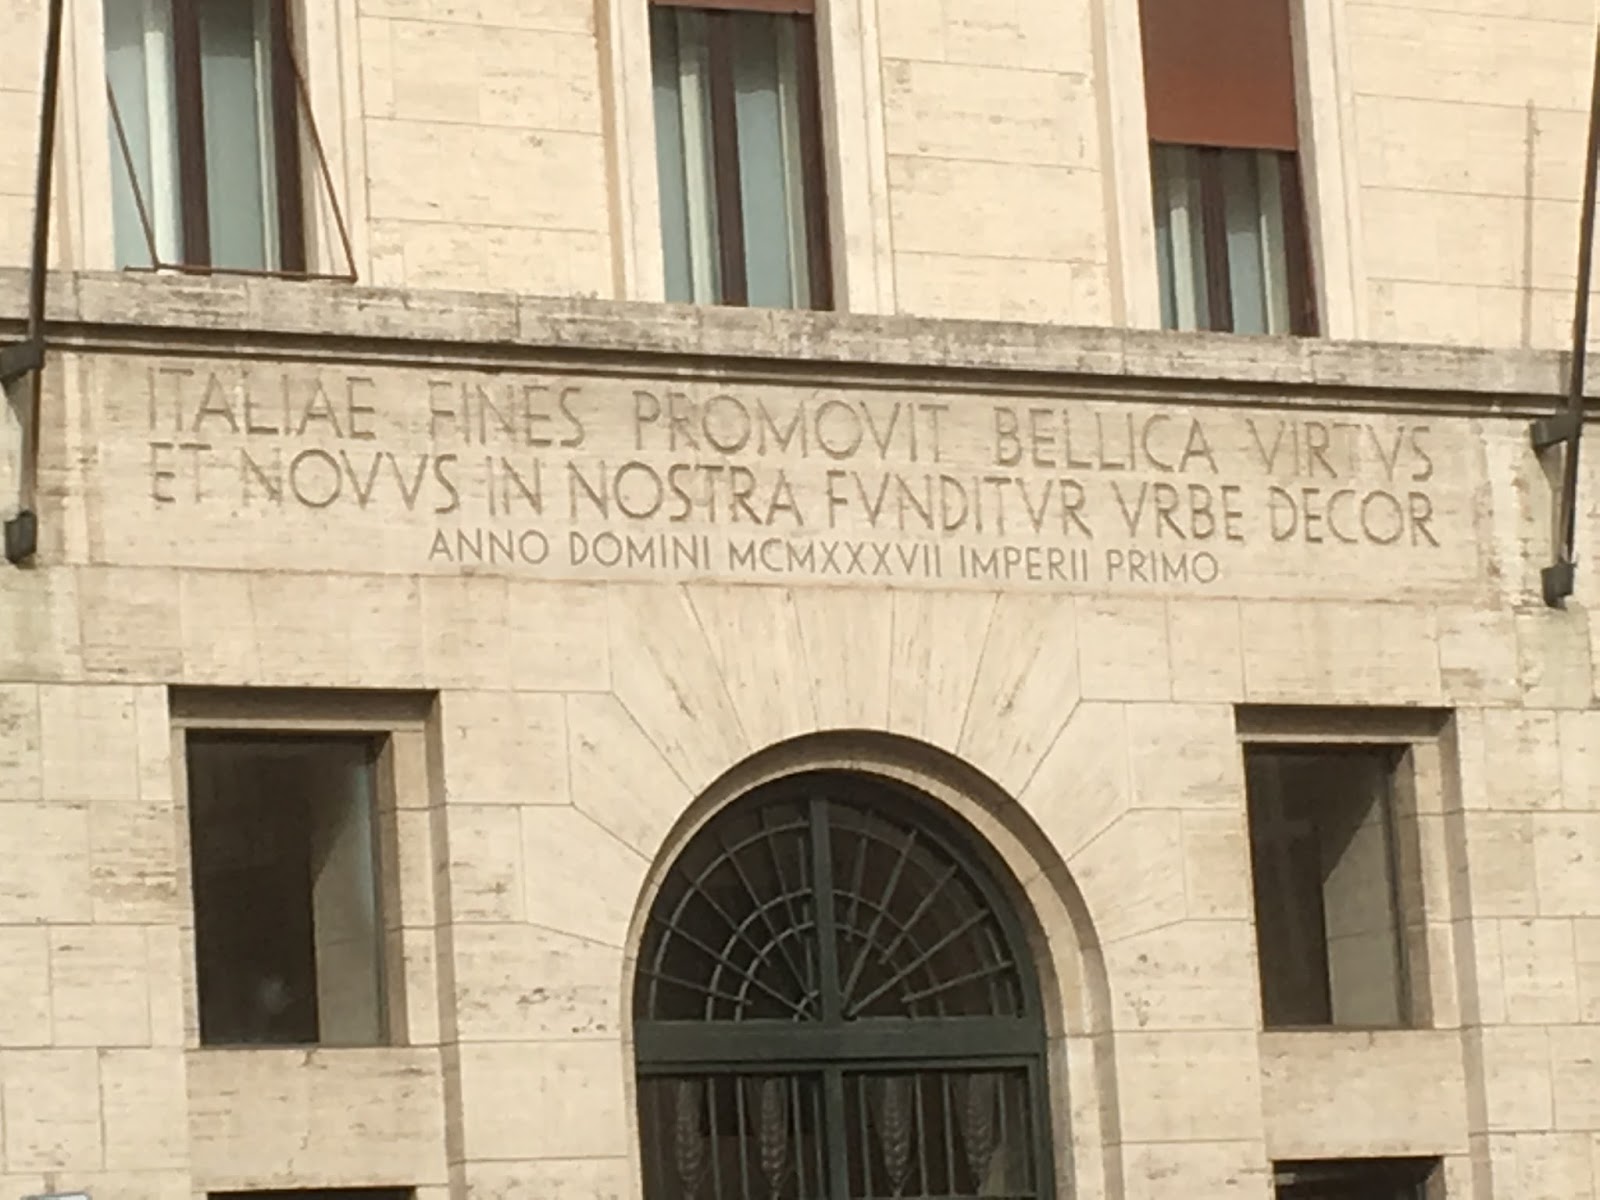 ITALIAE FINES PROMOVIT BELLICA VIRTVS
ET NOVVS IN NOSTRA FVNDITVR VRBE DECOR
ANNO DOMINI MCMXXXVII IMPERII PRIMO